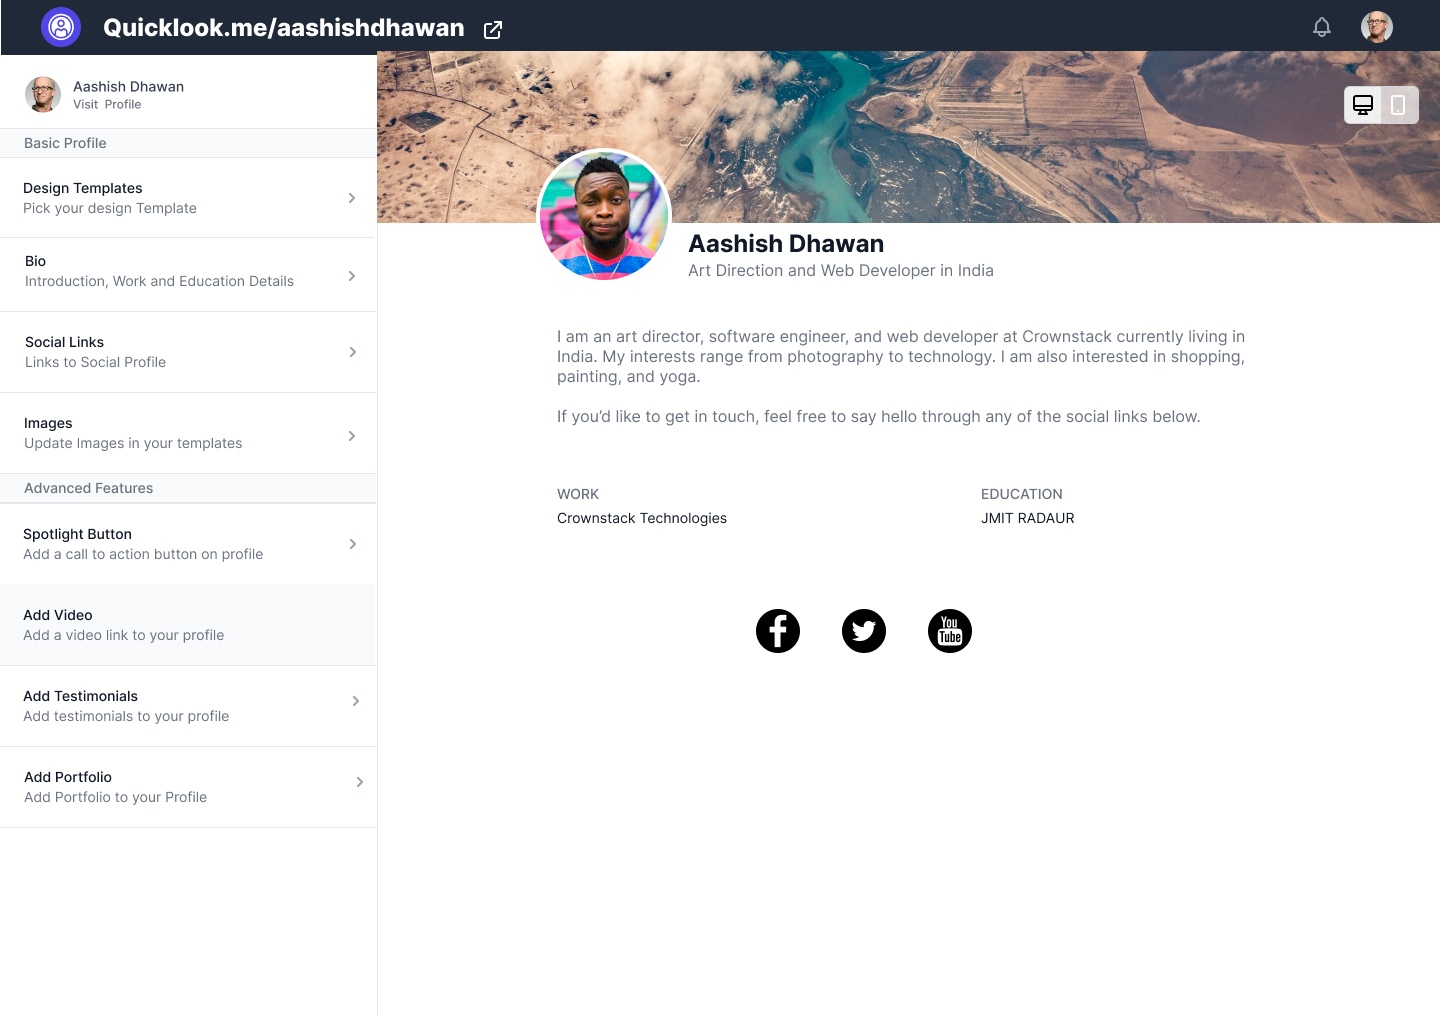 Quicklook.me/aashishdhawan
Aashish Dhawan
Visit Profile
Basic Profile
Design Templates
Pick your design Template
Bio
Introduction, Work and Education Details
Social Links
Links to Social Profile
Images
Update Images in your templates
Advanced Features
Spotlight Button
Add a call to action button on profile
Add Video
Add a video link to your profile
Add Testimonials
Add testimonials to your profile
Add Portfolio
Add Portfolio to your Profile
Aashish Dhawan
Art Direction and Web Developer in India
I am an art director, software engineer, and web developer at Crownstack currently living in
India. My interests range from photography to technology. I am also interested in shopping,
painting, and yoga.
If you’d like to get in touch, feel free to say hello through any of the social links below.
WORK
Crownstack Technologies
EDUCATION
JMIT RADAUR
You
Tube